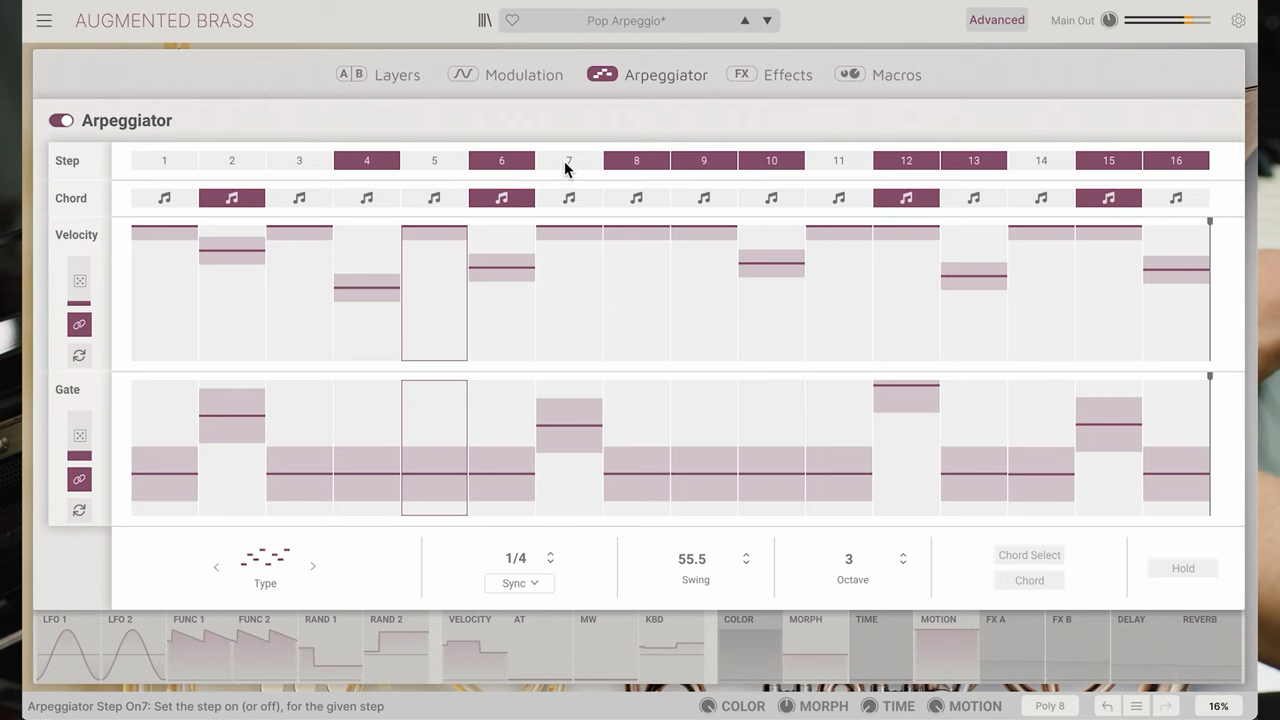 AUGMENTED BRASS
Pop Arpeggio*
Advanced
Main Out
A B Layers
Modulation
Arpeggiator
FX Effects
Macros
Arpeggiator
Step 1 2 3 4 5 6 7 8 9 10 11 12 13 14 15 16
Chord
Velocity
Gate
1/4
55.5
3
Chord Select
Type
Sync
Swing
Octave
Chord
Hold
LFO 1 LFO 2 FUNC 1 FUNC 2 RAND 1 RAND 2 VELOCITY AT MW KBD COLOR MORPH TIME MOTION FX A FX B DELAY REVERB
Arpeggiator Step On7: Set the step on (or off), for the given step
COLOR MORPH TIME MOTION
Poly 8
16%